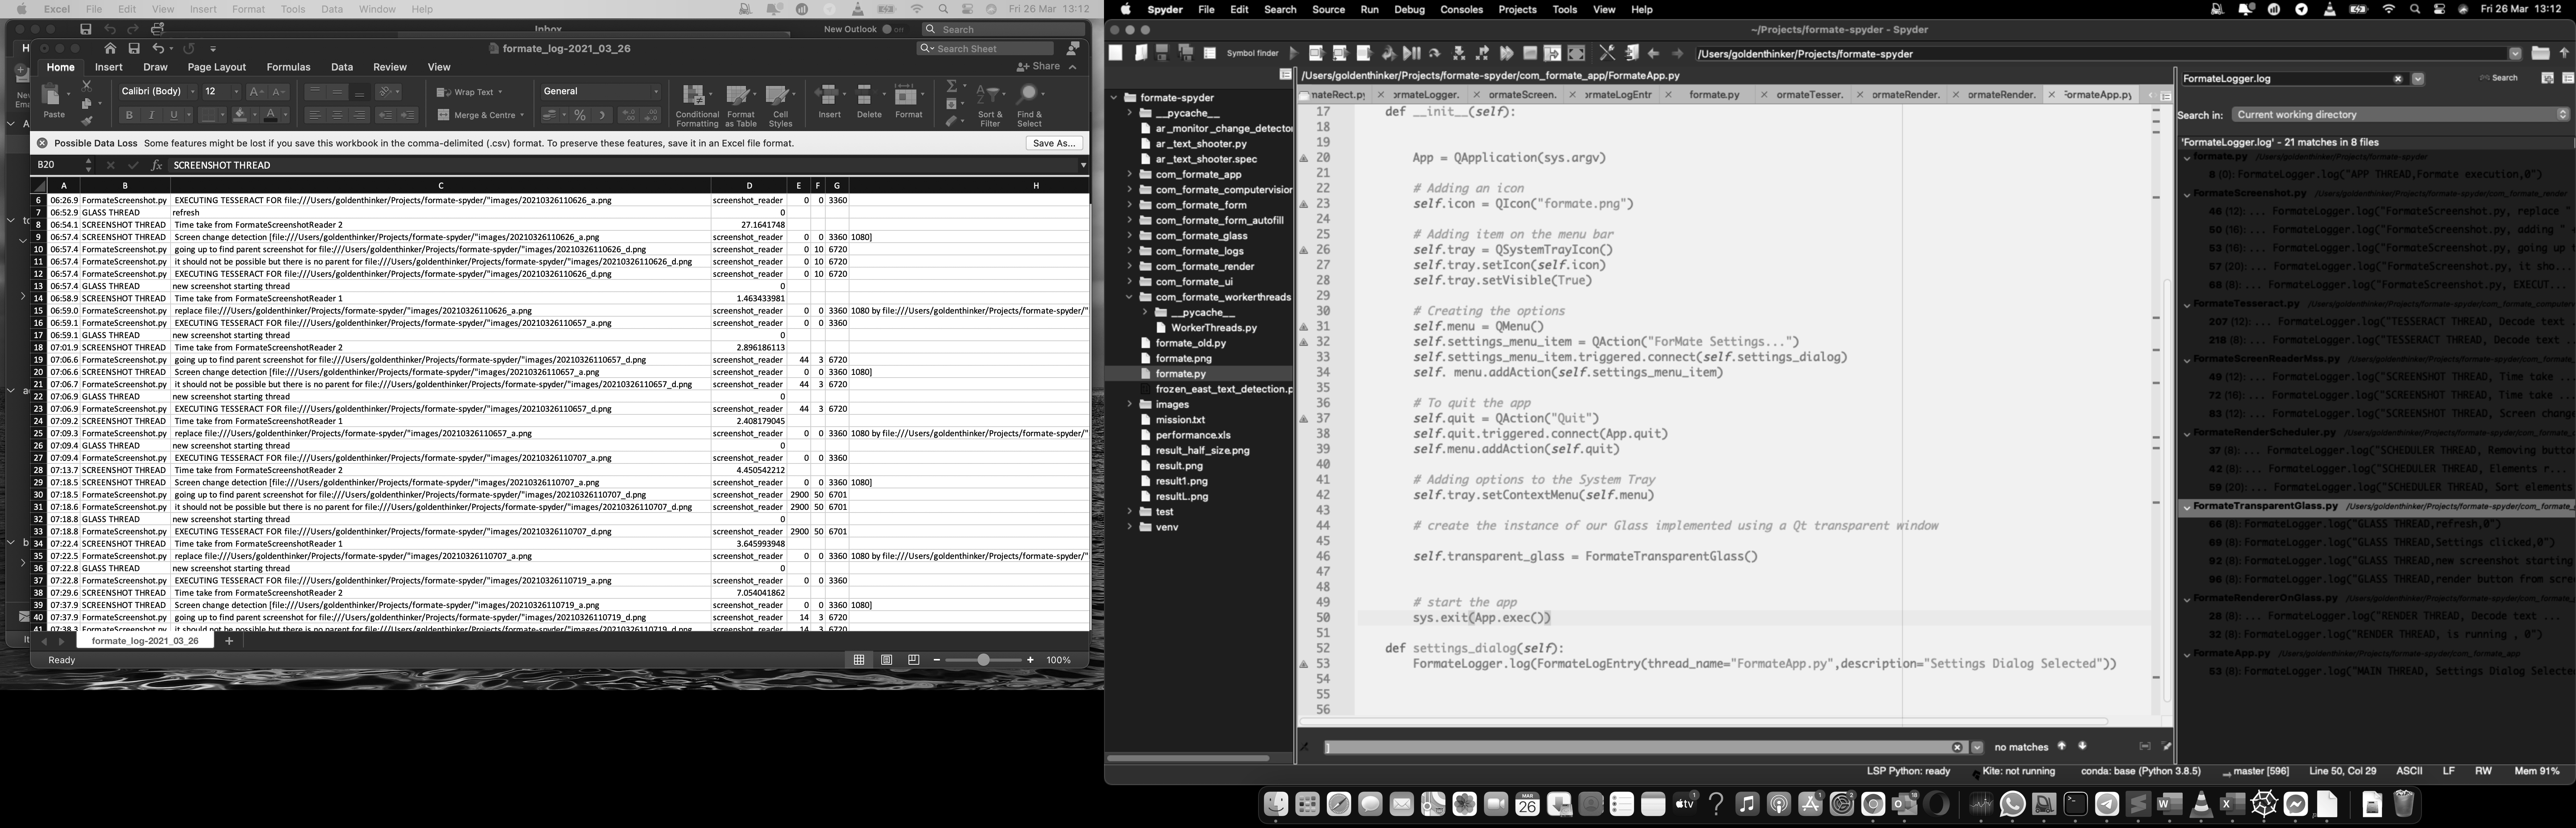 Excel File Edit View Insert Format Tools Data Window Help Fri 26 Mar 13:12
Inbox New Outlook Search
formate_log-2021_03_26 Search Sheet
Home Insert Draw Page Layout Formulas Data Review View Share
Calibri (Body) 12 Wrap Text General
Paste Merge & Centre Conditional Formatting Format as Table Cell Styles Insert Delete Format Sort & Filter Find & Select
Possible Data Loss Some features might be lost if you save this workbook in the comma-delimited (.csv) format. To preserve these features, save it in an Excel file format. Save As...
B20 fx SCREENSHOT THREAD
A B C D E F G H
6 06:26.9 FormateScreenshot.py EXECUTING TESSERACT FOR file:///Users/goldenthinker/Projects/formate-spyder/"images/20210326110626_a.png screenshot_reader 0 0 3360
7 06:52.9 GLASS THREAD refresh 0
8 06:54.1 SCREENSHOT THREAD Time take from FormateScreenshotReader 2 27.1641748
9 06:57.4 SCREENSHOT THREAD Screen change detection [file:///Users/goldenthinker/Projects/formate-spyder/"images/20210326110626_a.png screenshot_reader 0 0 3360 1080]
10 06:57.4 FormateScreenshot.py going up to find parent screenshot for file:///Users/goldenthinker/Projects/formate-spyder/"images/20210326110626_d.png screenshot_reader 0 10 6720
11 06:57.4 FormateScreenshot.py it should not be possible but there is no parent for file:///Users/goldenthinker/Projects/formate-spyder/"images/20210326110626_d.png screenshot_reader 0 10 6720
12 06:57.4 FormateScreenshot.py EXECUTING TESSERACT FOR file:///Users/goldenthinker/Projects/formate-spyder/"images/20210326110626_d.png screenshot_reader 0 10 6720
13 06:57.4 GLASS THREAD new screenshot starting thread 0
14 06:58.9 SCREENSHOT THREAD Time take from FormateScreenshotReader 1 1.463433981
15 06:59.0 FormateScreenshot.py replace file:///Users/goldenthinker/Projects/formate-spyder/"images/20210326110626_a.png screenshot_reader 0 0 3360 1080 by file:///Users/goldenthinker/Projects/formate-spyder/"
16 06:59.1 FormateScreenshot.py EXECUTING TESSERACT FOR file:///Users/goldenthinker/Projects/formate-spyder/"images/20210326110657_a.png screenshot_reader 0 0 3360
17 06:59.1 GLASS THREAD new screenshot starting thread 0
18 07:01.9 SCREENSHOT THREAD Time take from FormateScreenshotReader 2 2.896186113
19 07:06.6 FormateScreenshot.py going up to find parent screenshot for file:///Users/goldenthinker/Projects/formate-spyder/"images/20210326110657_d.png screenshot_reader 44 3 6720
20 07:06.6 SCREENSHOT THREAD Screen change detection [file:///Users/goldenthinker/Projects/formate-spyder/"images/20210326110657_a.png screenshot_reader 0 0 3360 1080]
21 07:06.7 FormateScreenshot.py it should not be possible but there is no parent for file:///Users/goldenthinker/Projects/formate-spyder/"images/20210326110657_d.png screenshot_reader 44 3 6720
22 07:06.9 GLASS THREAD new screenshot starting thread 0
23 07:06.9 FormateScreenshot.py EXECUTING TESSERACT FOR file:///Users/goldenthinker/Projects/formate-spyder/"images/20210326110657_d.png screenshot_reader 44 3 6720
24 07:09.2 SCREENSHOT THREAD Time take from FormateScreenshotReader 1 2.408179045
25 07:09.3 FormateScreenshot.py replace file:///Users/goldenthinker/Projects/formate-spyder/"images/20210326110657_a.png screenshot_reader 0 0 3360 1080 by file:///Users/goldenthinker/Projects/formate-spyder/"
26 07:09.4 GLASS THREAD new screenshot starting thread 0
27 07:09.4 FormateScreenshot.py EXECUTING TESSERACT FOR file:///Users/goldenthinker/Projects/formate-spyder/"images/20210326110707_a.png screenshot_reader 0 0 3360
28 07:13.7 SCREENSHOT THREAD Time take from FormateScreenshotReader 2 4.450542212
29 07:18.5 SCREENSHOT THREAD Screen change detection [file:///Users/goldenthinker/Projects/formate-spyder/"images/20210326110707_a.png screenshot_reader 0 0 3360 1080]
30 07:18.5 FormateScreenshot.py going up to find parent screenshot for file:///Users/goldenthinker/Projects/formate-spyder/"images/20210326110707_d.png screenshot_reader 2900 50 6701
31 07:18.6 FormateScreenshot.py it should not be possible but there is no parent for file:///Users/goldenthinker/Projects/formate-spyder/"images/20210326110707_d.png screenshot_reader 2900 50 6701
32 07:18.8 GLASS THREAD new screenshot starting thread 0
33 07:18.8 FormateScreenshot.py EXECUTING TESSERACT FOR file:///Users/goldenthinker/Projects/formate-spyder/"images/20210326110707_d.png screenshot_reader 2900 50 6701
34 07:22.4 SCREENSHOT THREAD Time take from FormateScreenshotReader 1 3.645993948
35 07:22.5 FormateScreenshot.py replace file:///Users/goldenthinker/Projects/formate-spyder/"images/20210326110707_a.png screenshot_reader 0 0 3360 1080 by file:///Users/goldenthinker/Projects/formate-spyder/"
36 07:22.8 GLASS THREAD new screenshot starting thread 0
37 07:22.8 FormateScreenshot.py EXECUTING TESSERACT FOR file:///Users/goldenthinker/Projects/formate-spyder/"images/20210326110719_a.png screenshot_reader 0 0 3360
38 07:29.6 SCREENSHOT THREAD Time take from FormateScreenshotReader 2 7.054041862
39 07:37.9 SCREENSHOT THREAD Screen change detection [file:///Users/goldenthinker/Projects/formate-spyder/"images/20210326110719_a.png screenshot_reader 0 0 3360 1080]
40 07:37.9 FormateScreenshot.py going up to find parent screenshot for file:///Users/goldenthinker/Projects/formate-spyder/"images/20210326110719_d.png screenshot_reader 14 3 6720
formate_log-2021_03_26 +
Ready 100%
Spyder File Edit Search Source Run Debug Consoles Projects Tools View Help Fri 26 Mar 13:12
~/Projects/formate-spyder - Spyder
Symbol finder /Users/goldenthinker/Projects/formate-spyder
/Users/goldenthinker/Projects/formate-spyder/com_formate_app/FormateApp.py
formate.py
formate-spyder
__pycache__
ar_monitor_change_detecto
ar_text_shooter.py
ar_text_shooter.spec
com_formate_app
com_formate_computervision
com_formate_form
com_formate_form_autofill
com_formate_glass
com_formate_logs
com_formate_render
com_formate_ui
com_formate_workerthreads
__pycache__
WorkerThreads.py
formate_old.py
formate.png
formate.py
frozen_east_text_detection.p
images
mission.txt
performance.xls
result_half_size.png
result.png
result1.png
resultL.png
test
venv
17 def __init__(self):
18
19
20 App = QApplication(sys.argv)
21
22 # Adding an icon
23 self.icon = QIcon("formate.png")
24
25 # Adding item on the menu bar
26 self.tray = QSystemTrayIcon()
27 self.tray.setIcon(self.icon)
28 self.tray.setVisible(True)
29
30 # Creating the options
31 self.menu = QMenu()
32 self.settings_menu_item = QAction("ForMate Settings...")
33 self.settings_menu_item.triggered.connect(self.settings_dialog)
34 self. menu.addAction(self.settings_menu_item)
35
36 # To quit the app
37 self.quit = QAction("Quit")
38 self.quit.triggered.connect(App.quit)
39 self.menu.addAction(self.quit)
40
41 # Adding options to the System Tray
42 self.tray.setContextMenu(self.menu)
43
44 # create the instance of our Glass implemented using a Qt transparent window
45
46 self.transparent_glass = FormateTransparentGlass()
47
48
49 # start the app
50 sys.exit(App.exec())
51
52 def settings_dialog(self):
53 FormateLogger.log(FormateLogEntry(thread_name="FormateApp.py",description="Settings Dialog Selected"))
54
55
56
] no matches
FormateLogger.log Search
Search in: Current working directory
'FormateLogger.log' - 21 matches in 8 files
formate.py /Users/goldenthinker/Projects/formate-spyder
8 (0): FormateLogger.log("APP THREAD,Formate execution,0")
FormateScreenshot.py
46 (12): ... FormateLogger.log("FormateScreenshot.py, replace "
50 (16): ... FormateLogger.log("FormateScreenshot.py, adding "
53 (16): ... FormateLogger.log("FormateScreenshot.py, going up
57 (20): ... FormateLogger.log("FormateScreenshot.py, it sho...
68 (8): ... FormateLogger.log("FormateScreenshot.py, EXECUT...
FormateTesseract.py
207 (12): ... FormateLogger.log("TESSERACT THREAD, Decode text
218 (8): ... FormateLogger.log("TESSERACT THREAD, Decode text
FormateScreenReaderMss.py
49 (12): ... FormateLogger.log("SCREENSHOT THREAD, Time take ...
72 (16): ... FormateLogger.log("SCREENSHOT THREAD, Time take ...
83 (12): ... FormateLogger.log("SCREENSHOT THREAD, Screen chang
FormateRenderScheduler.py
37 (8): ... FormateLogger.log("SCHEDULER THREAD, Removing button
42 (8): ... FormateLogger.log("SCHEDULER THREAD, Elements r...
59 (20): ... FormateLogger.log("SCHEDULER THREAD, Sort elements
FormateTransparentGlass.py
66 (8): FormateLogger.log("GLASS THREAD,refresh,0")
69 (8): FormateLogger.log("GLASS THREAD,Settings clicked,0")
92 (8): FormateLogger.log("GLASS THREAD,new screenshot starting
96 (8): FormateLogger.log("GLASS THREAD,render button from scre
FormateRendererOnGlass.py
28 (8): ... FormateLogger.log("RENDER THREAD, Decode text ...
32 (8): FormateLogger.log("RENDER THREAD, is running , 0")
FormateApp.py
53 (8): FormateLogger.log("MAIN THREAD, Settings Dialog Selecte
LSP Python: ready Kite: not running conda: base (Python 3.8.5) master [596] Line 50, Col 29 ASCII LF RW Mem 91%